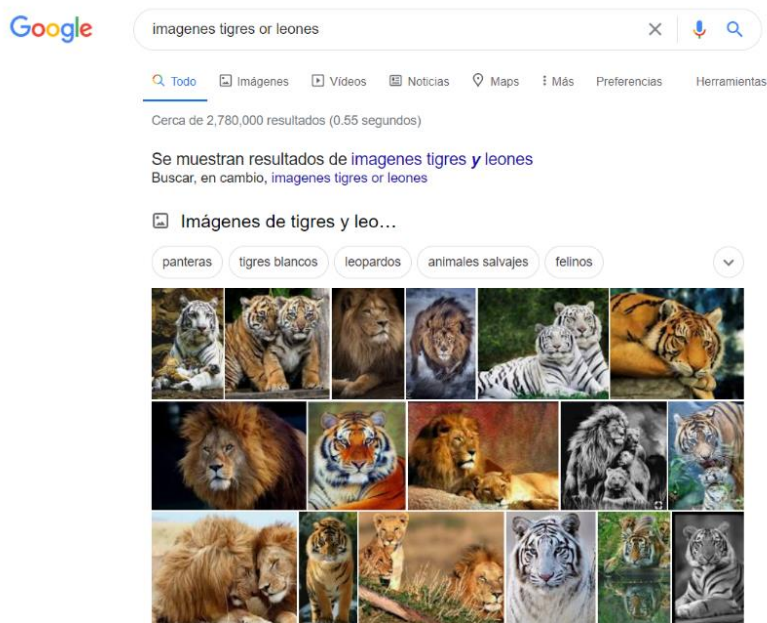 Google
imagenes tigres or leones
Todo Imágenes Vídeos Noticias Maps Más Preferencias Herramientas
Cerca de 2,780,000 resultados (0.55 segundos)
Se muestran resultados de imagenes tigres y leones
Buscar, en cambio, imagenes tigres or leones
Imágenes de tigres y leo…
panteras tigres blancos leopardos animales salvajes felinos